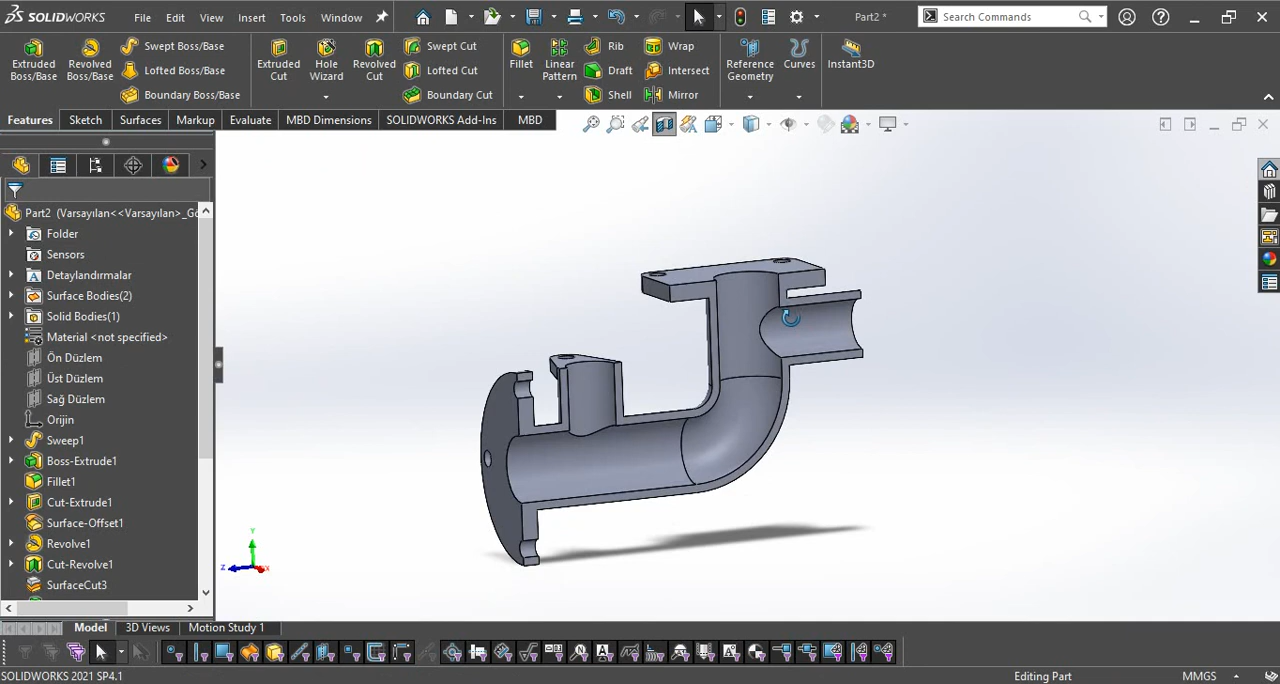 SOLIDWORKS File Edit View Insert Tools Window Part2 * Search Commands
Extruded Boss/Base
Revolved Boss/Base
Swept Boss/Base
Lofted Boss/Base
Boundary Boss/Base
Extruded Cut
Hole Wizard
Revolved Cut
Swept Cut
Lofted Cut
Boundary Cut
Fillet
Linear Pattern
Rib
Draft
Shell
Wrap
Intersect
Mirror
Reference Geometry
Curves
Instant3D
Features Sketch Surfaces Markup Evaluate MBD Dimensions SOLIDWORKS Add-Ins MBD
Part2 (Varsayılan<<Varsayılan>_Gö
Folder
Sensors
Detaylandırmalar
Surface Bodies(2)
Solid Bodies(1)
Material <not specified>
Ön Düzlem
Üst Düzlem
Sağ Düzlem
Orijin
Sweep1
Boss-Extrude1
Fillet1
Cut-Extrude1
Surface-Offset1
Revolve1
Cut-Revolve1
SurfaceCut3
Y
Z
X
Model 3D Views Motion Study 1
SOLIDWORKS 2021 SP4.1 Editing Part MMGS